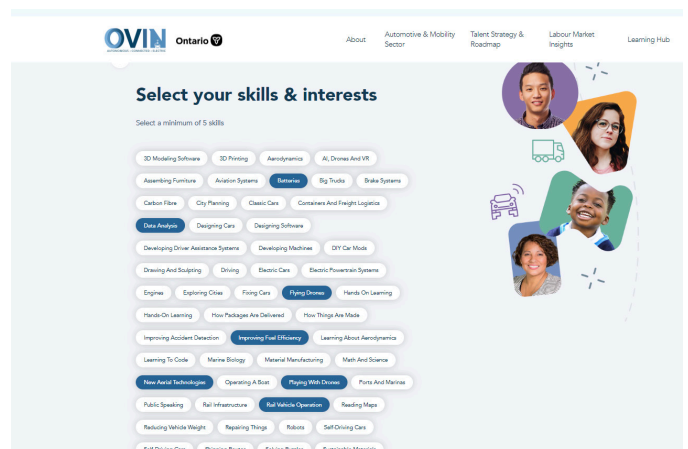 OVIN
Ontario
About
Automotive & Mobility Sector
Talent Strategy & Roadmap
Labour Market Insights
Learning Hub
Select your skills & interests
Select a minimum of 5 skills
3D Modeling Software 3D Printing Aerodynamics AI, Drones And VR
Assembing Furniture Aviation Systems Batteries Big Trucks Brake Systems
Carbon Fibre City Planning Classic Cars Containers And Freight Logistics
Data Analysis Designing Cars Designing Software
Developing Driver Assistance Systems Developing Machines DIY Car Mods
Drawing And Sculpting Driving Electric Cars Electric Powertrain Systems
Engines Exploring Cities Fixing Cars Flying Drones Hands On Learning
Hands-On Learning How Packages Are Delivered How Things Are Made
Improving Accident Detection Improving Fuel Efficiency Learning About Aerodynamics
Learning To Code Marine Biology Material Manufacturing Math And Science
New Aerial Technologies Operating A Boat Playing With Drones Ports And Marinas
Public Speaking Rail Infrastructure Rail Vehicle Operation Reading Maps
Reducing Vehicle Weight Repairing Things Robots Self-Driving Cars